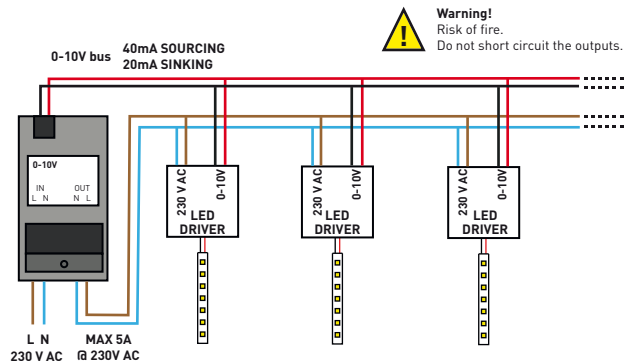 Warning!
Risk of fire.
Do not short circuit the outputs.
0-10V bus
40mA SOURCING
20mA SINKING
0-10V
IN OUT
L N N L
230 V AC 0-10V
LED
DRIVER
230 V AC 0-10V
LED
DRIVER
230 V AC 0-10V
LED
DRIVER
L N
230 V AC
MAX 5A
@ 230V AC